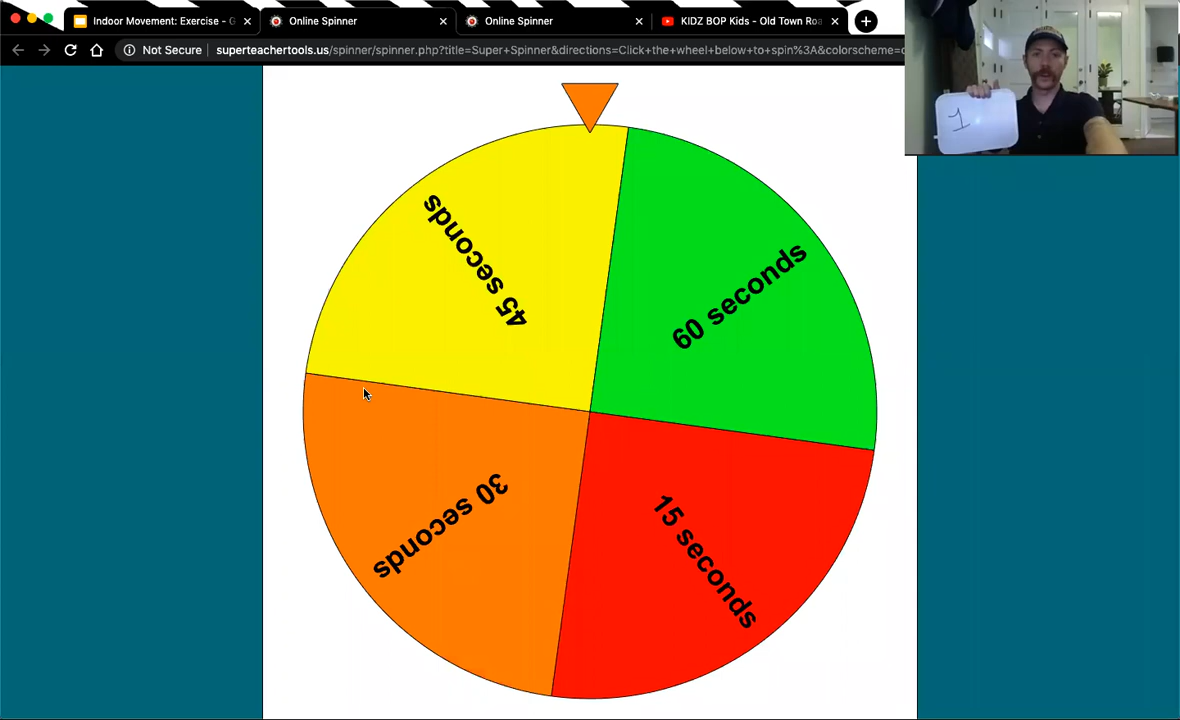 Indoor Movement: Exercise - G
Online Spinner
Online Spinner
KIDZ BOP Kids - Old Town Roa
Not Secure
superteachertools.us/spinner/spinner.php?title=Super+Spinner&directions=Click+the+wheel+below+to+spin%3A&colorscheme=c
1
45 seconds
60 seconds
30 seconds
15 seconds